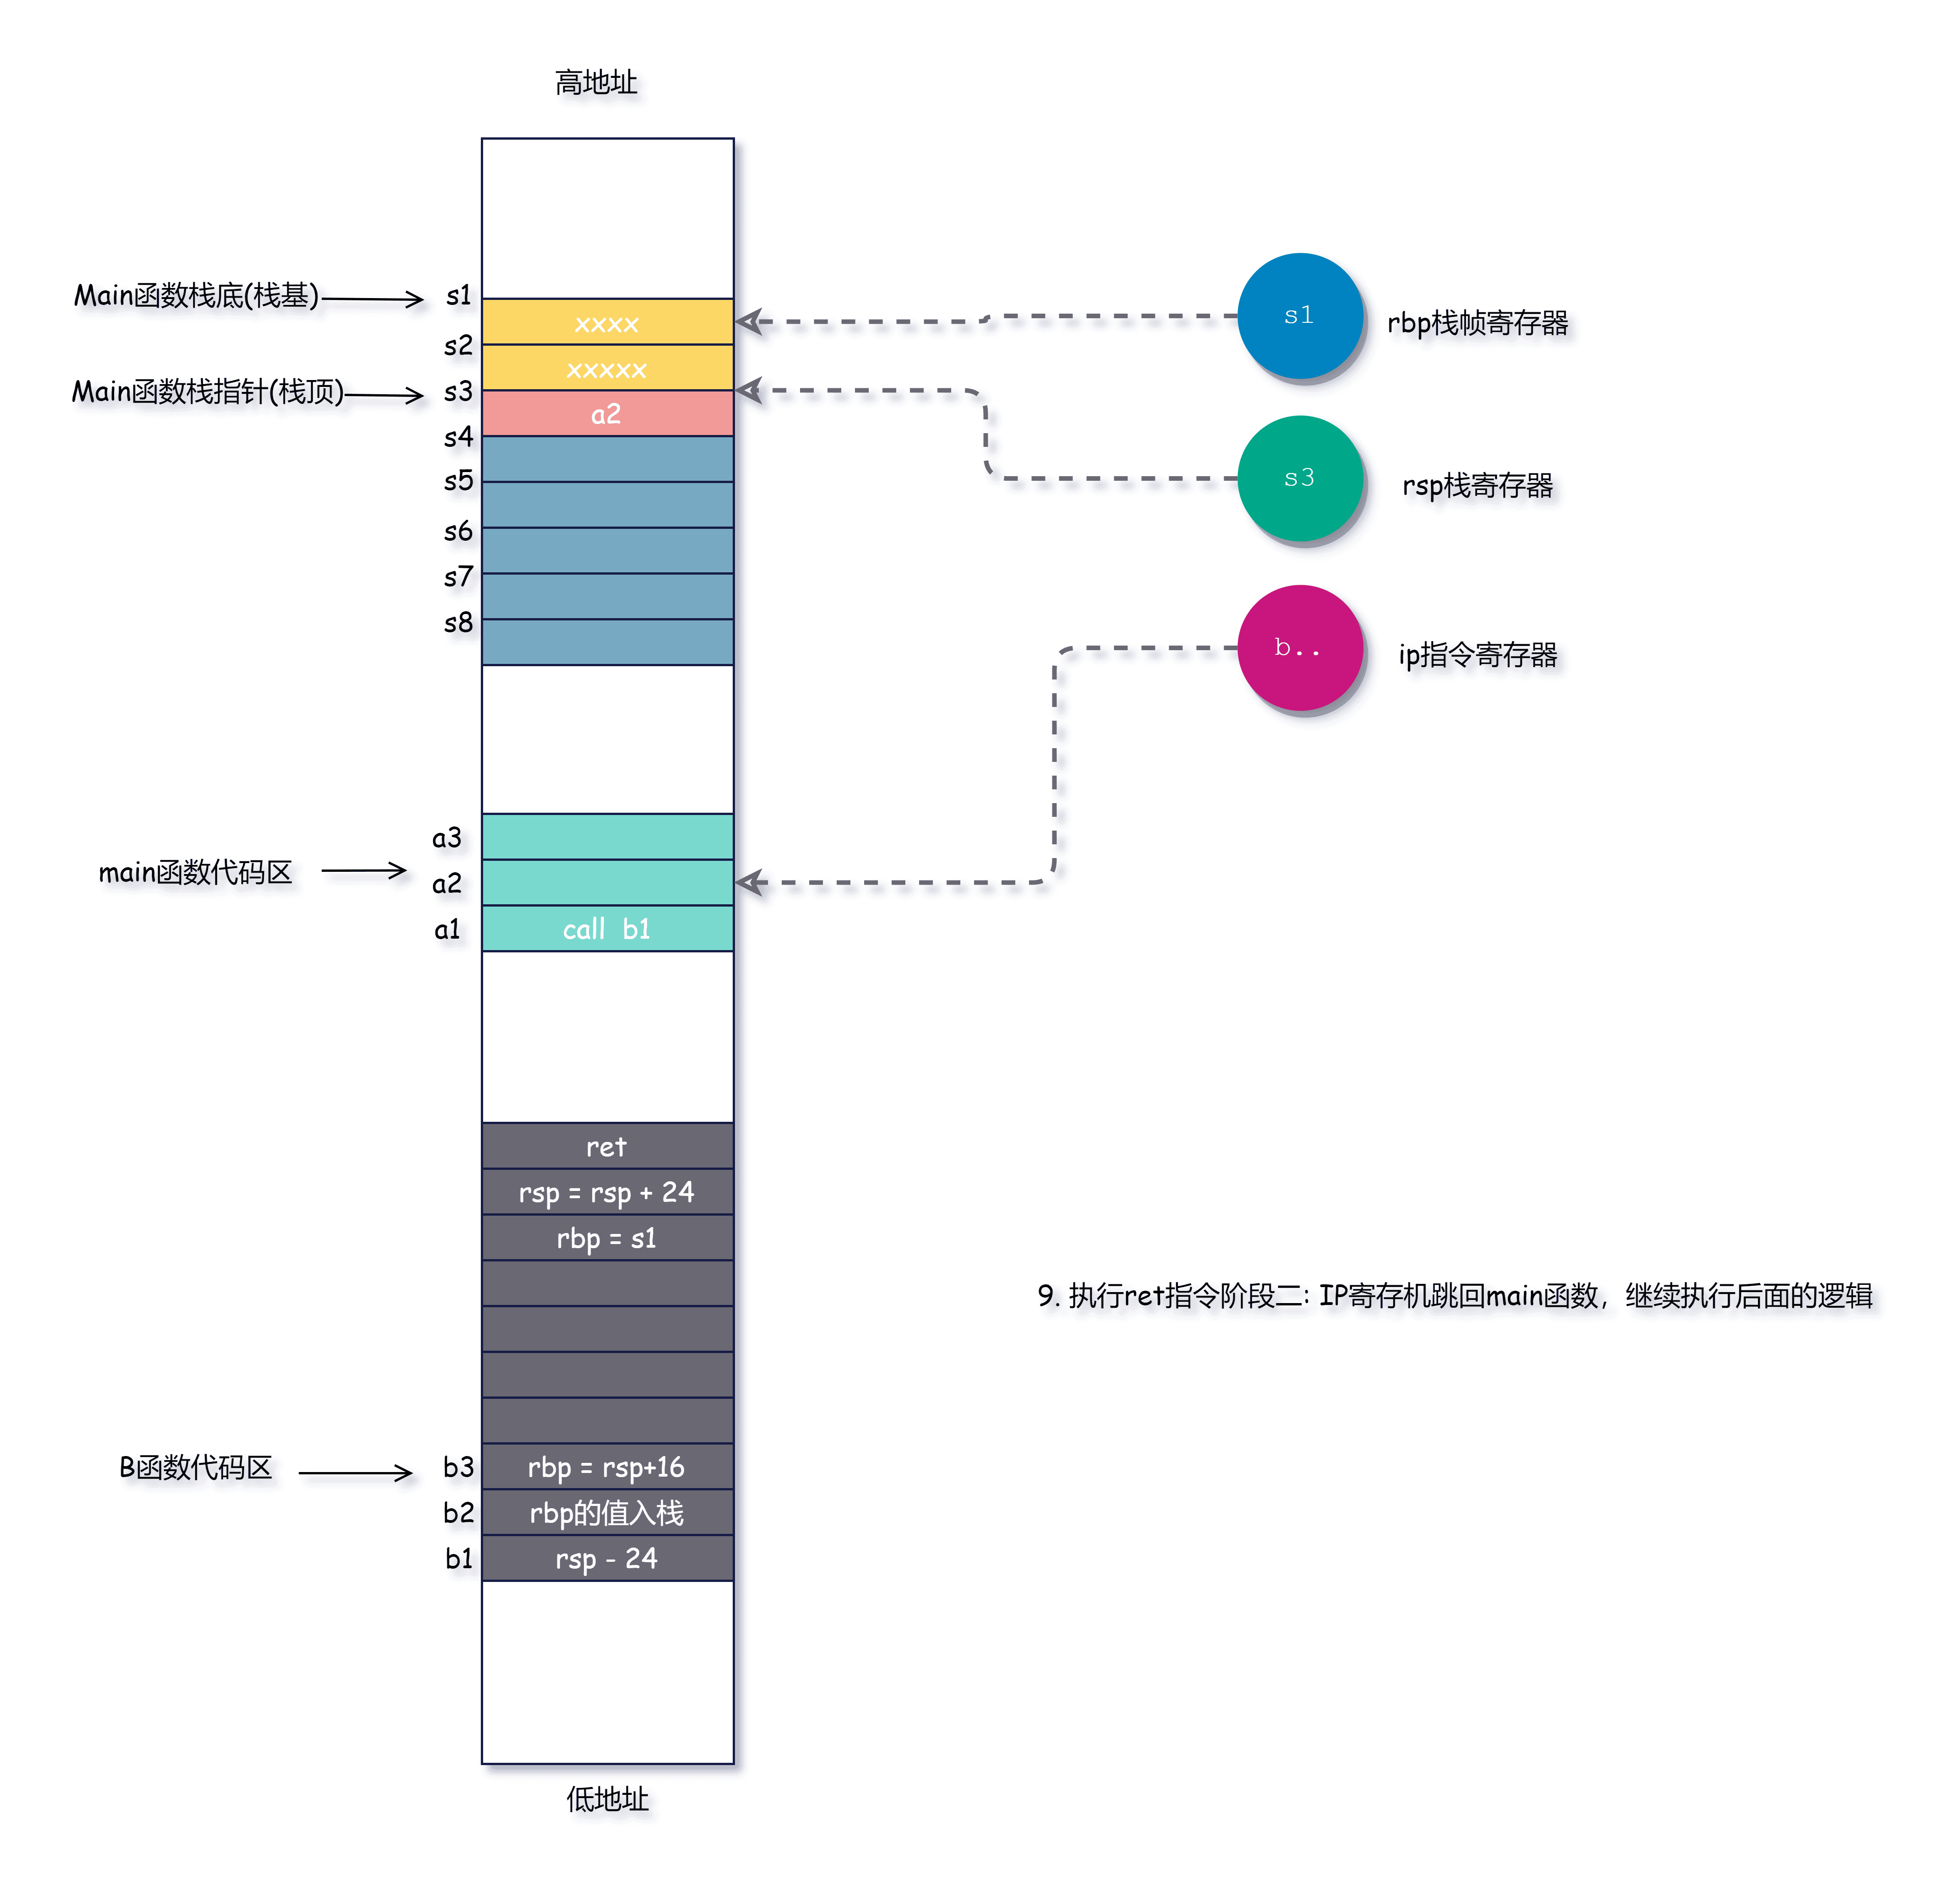 高地址
Main函数栈底(栈基)
s1
xxxx
s1
rbp栈帧寄存器
s2
xxxxx
Main函数栈指针(栈顶)
s3
a2
s4
s3
rsp栈寄存器
s5
s6
s7
s8
b..
ip指令寄存器
a3
main函数代码区
a2
a1
call b1
ret
rsp = rsp + 24
rbp = s1
9. 执行ret指令阶段二: IP寄存机跳回main函数，继续执行后面的逻辑
B函数代码区
b3
rbp = rsp+16
b2
rbp的值入栈
b1
rsp - 24
低地址